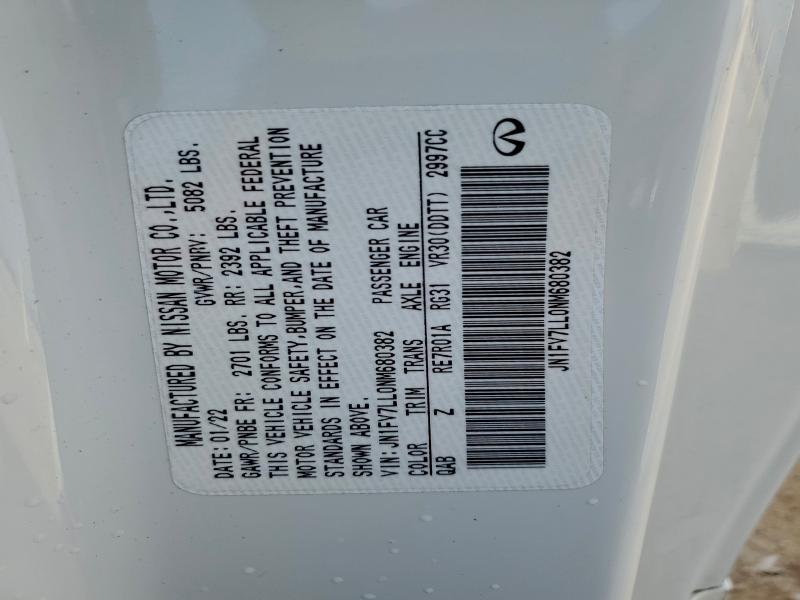 MANUFACTURED BY NISSAN MOTOR CO.,LTD.
DATE: 01/22 GVWR/PNBV: 5082 LBS.
GAWR/PNBE FR: 2701 LBS. RR: 2392 LBS.
THIS VEHICLE CONFORMS TO ALL APPLICABLE FEDERAL
MOTOR VEHICLE SAFETY,BUMPER,AND THEFT PREVENTION
STANDARDS IN EFFECT ON THE DATE OF MANUFACTURE
SHOWN ABOVE.
VIN:JN1FV7LL0NM680382 PASSENGER CAR
COLOR TRIM TRANS AXLE ENGINE
QAB Z RE7R01A RG31 VR30(DDTT) 2997CC
JN1FV7LL0NM680382